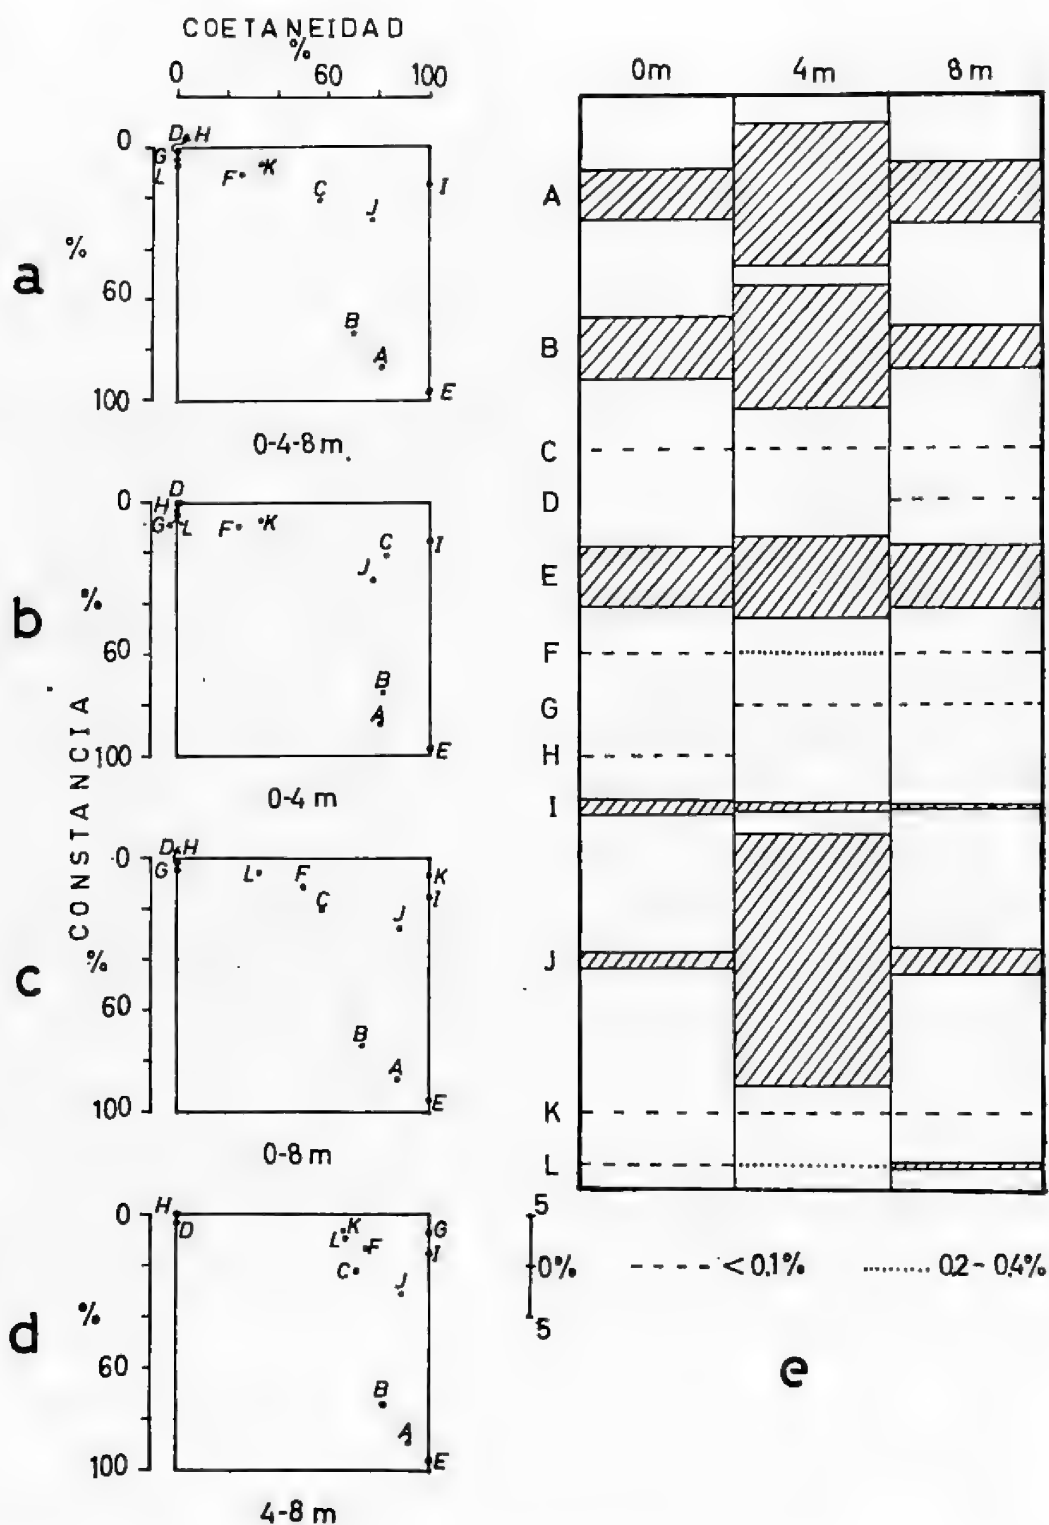 COETANEIDAD
%
0 60 100
0
60
100
%
a
D H
G
L
F K
C
J
I
B
A
E
0-4-8 m.
CONSTANCIA
0
60
100
%
b
D
H
G L F K
C
J
I
B
A
E
0-4 m
0
60
100
%
c
D H
G
L F
C
J
K
I
B
A
E
0-8 m
0
60
100
%
d
H
D
K
L F
C
G
I
J
B
A
E
4-8 m
0m 4m 8m
A
B
C
D
E
F
G
H
I
J
K
L
5
0% < 0.1% 0.2 - 0.4%
5
e